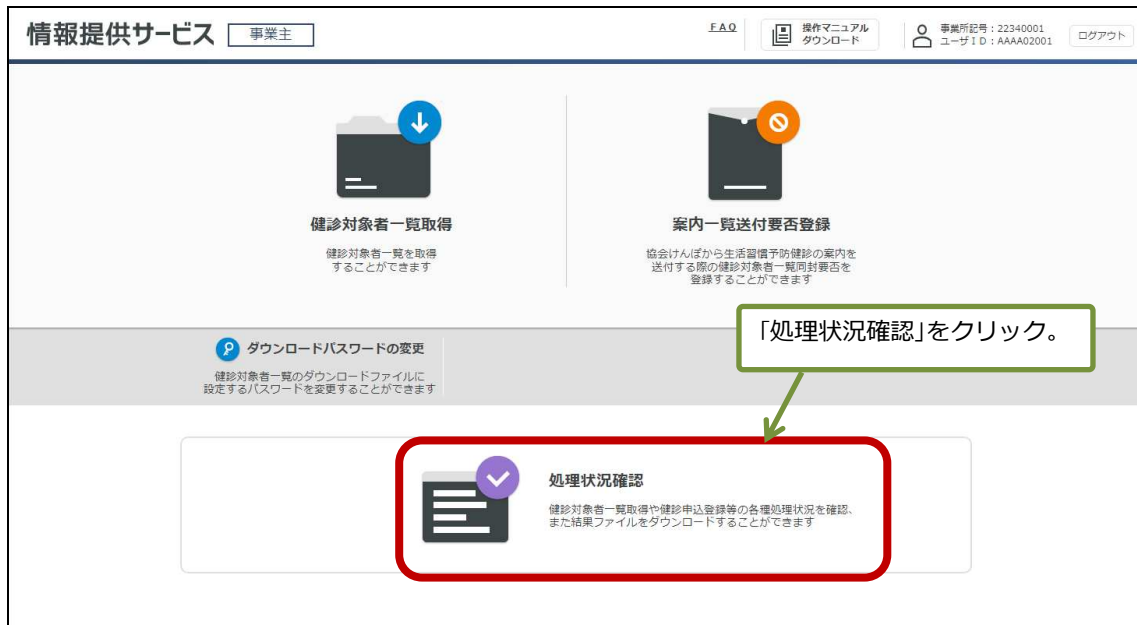 情報提供サービス 事業主
FAQ
操作マニュアル
ダウンロード
事業所記号：22340001
ユーザID：AAAA02001
ログアウト
健診対象者一覧取得
健診対象者一覧を取得
することができます
案内一覧送付要否登録
協会けんぽから生活習慣予防健診の案内を
送付する際の健診対象者一覧同封要否を
登録することができます
「処理状況確認」をクリック。
ダウンロードパスワードの変更
健診対象者一覧のダウンロードファイルに
設定するパスワードを変更することができます
処理状況確認
健診対象者一覧取得や健診申込登録等の各種処理状況を確認、
また結果ファイルをダウンロードすることができます